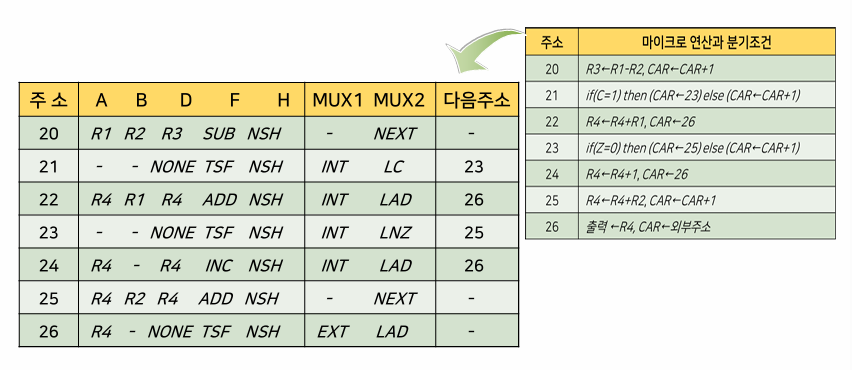 주소 마이크로 연산과 분기조건
20 R3←R1-R2, CAR←CAR+1
21 if(C=1) then (CAR←23) else (CAR←CAR+1)
22 R4←R4+R1, CAR←26
23 if(Z=0) then (CAR←25) else (CAR←CAR+1)
24 R4←R4+1, CAR←26
25 R4←R4+R2, CAR←CAR+1
26 출력 ←R4, CAR←외부주소
주 소 A B D F H MUX1 MUX2 다음주소
20 R1 R2 R3 SUB NSH - NEXT -
21 - - NONE TSF NSH INT LC 23
22 R4 R1 R4 ADD NSH INT LAD 26
23 - - NONE TSF NSH INT LNZ 25
24 R4 - R4 INC NSH INT LAD 26
25 R4 R2 R4 ADD NSH - NEXT -
26 R4 - NONE TSF NSH EXT LAD -